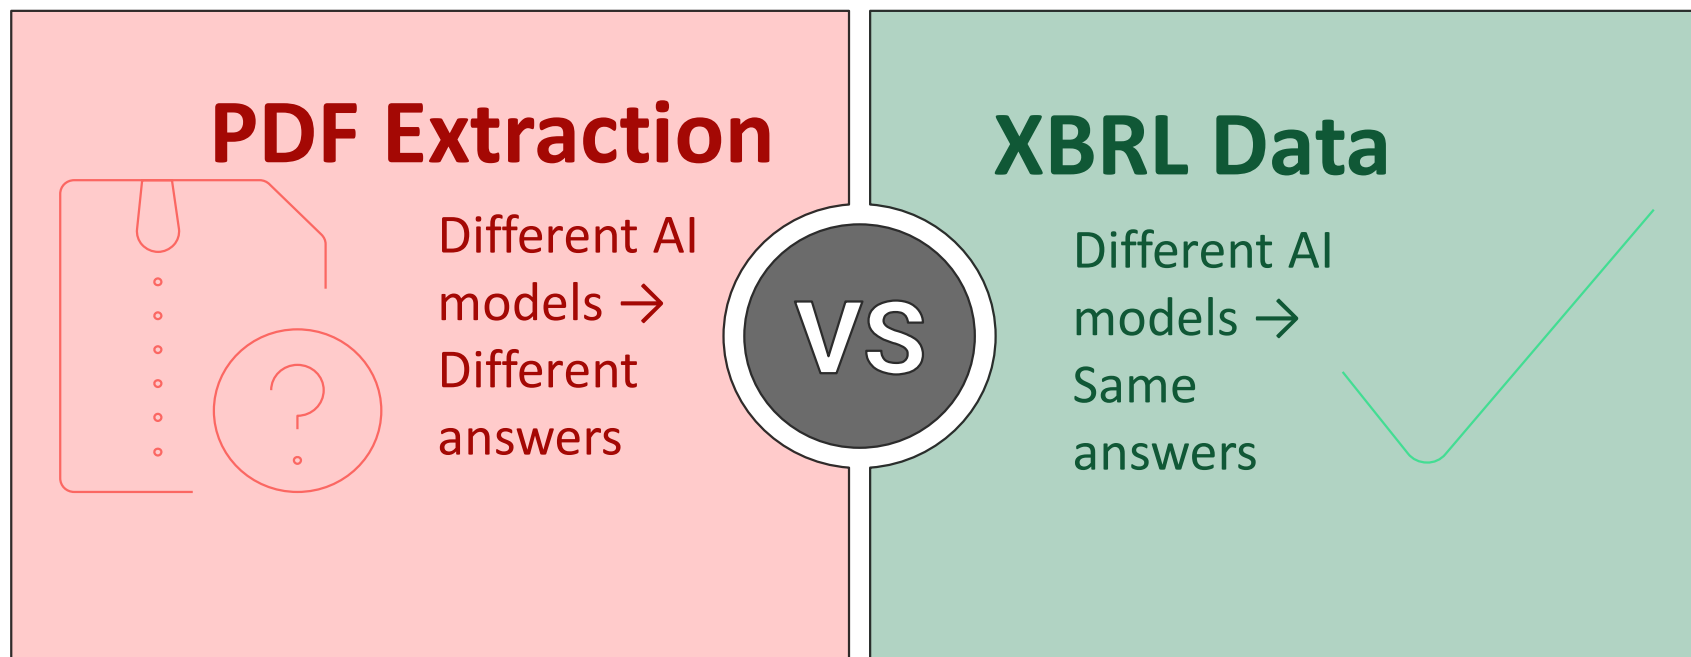 PDF Extraction
Different AI
models →
Different
answers
VS
XBRL Data
Different AI
models →
Same
answers